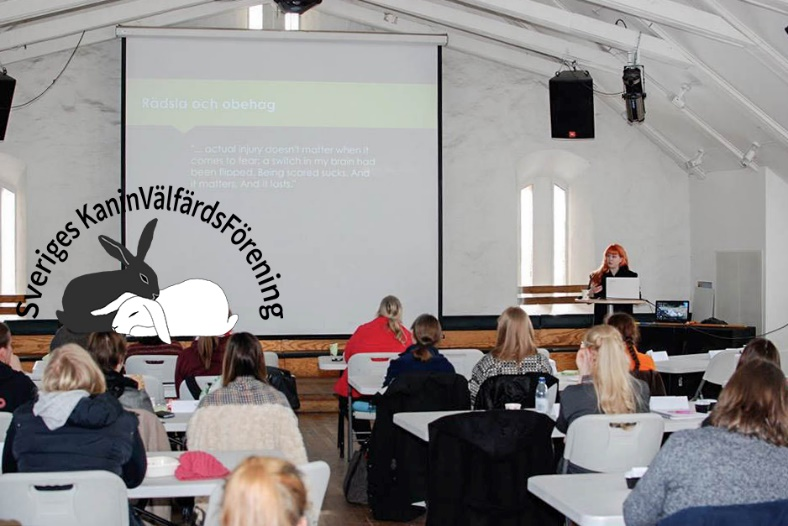 Rädsla och obehag
"... actual injury doesn't matter when it
comes to fear; a switch in my brain had
been flipped. Being scared sucks. And
it matters. And it lasts."
Sveriges KaninVälfärdsFörening
JBL